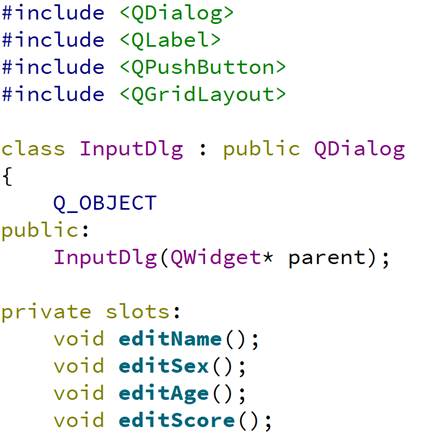 #include <QDialog>
#include <QLabel>
#include <QPushButton>
#include <QGridLayout>
class InputDlg : public QDialog
{
    Q_OBJECT
public:
    InputDlg(QWidget* parent);
private slots:
    void editName();
    void editSex();
    void editAge();
    void editScore();